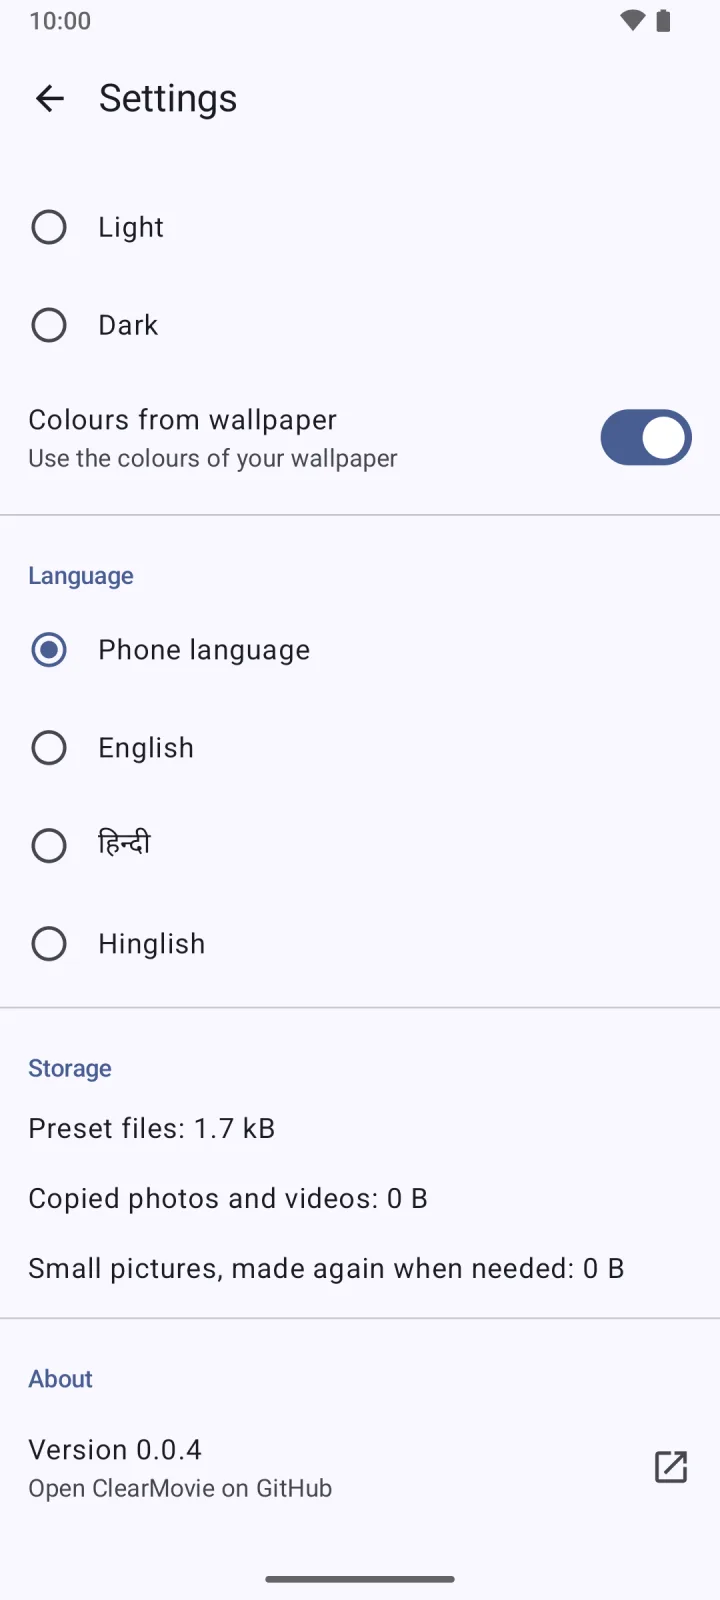 10:00
Settings
Light
Dark
Colours from wallpaper
Use the colours of your wallpaper
Language
Phone language
English
हिन्दी
Hinglish
Storage
Preset files: 1.7 kB
Copied photos and videos: 0 B
Small pictures, made again when needed: 0 B
About
Version 0.0.4
Open ClearMovie on GitHub